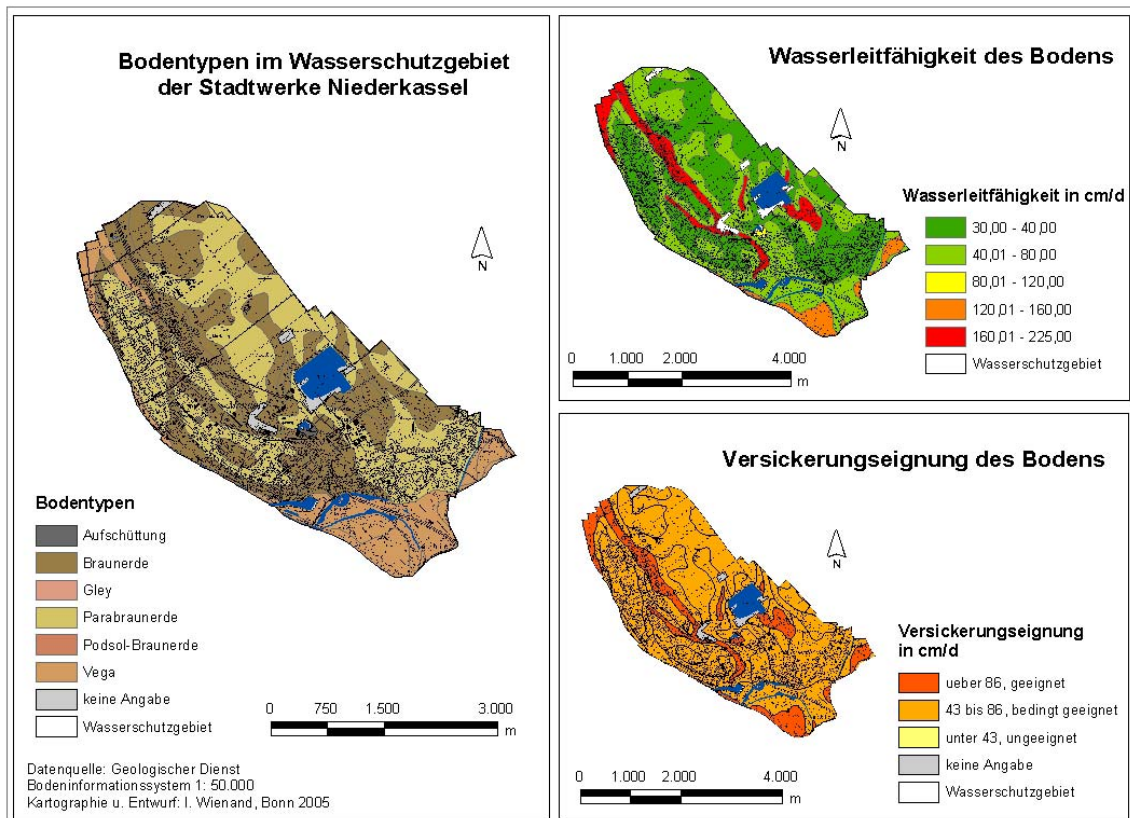 Bodentypen im Wasserschutzgebiet
der Stadtwerke Niederkassel
N
Bodentypen
Aufschüttung
Braunerde
Gley
Parabraunerde
Podsol-Braunerde
Vega
keine Angabe
Wasserschutzgebiet
0 750 1.500 3.000
m
Datenquelle: Geologischer Dienst
Bodeninformationssystem 1: 50.000
Kartographie u. Entwurf: I. Wienand, Bonn 2005
Wasserleitfähigkeit des Bodens
N
Wasserleitfähigkeit in cm/d
30,00 - 40,00
40,01 - 80,00
80,01 - 120,00
120,01 - 160,00
160,01 - 225,00
Wasserschutzgebiet
0 1.000 2.000 4.000
m
Versickerungseignung des Bodens
N
Versickerungseignung
in cm/d
ueber 86, geeignet
43 bis 86, bedingt geeignet
unter 43, ungeeignet
keine Angabe
Wasserschutzgebiet
0 1.000 2.000 4.000
m